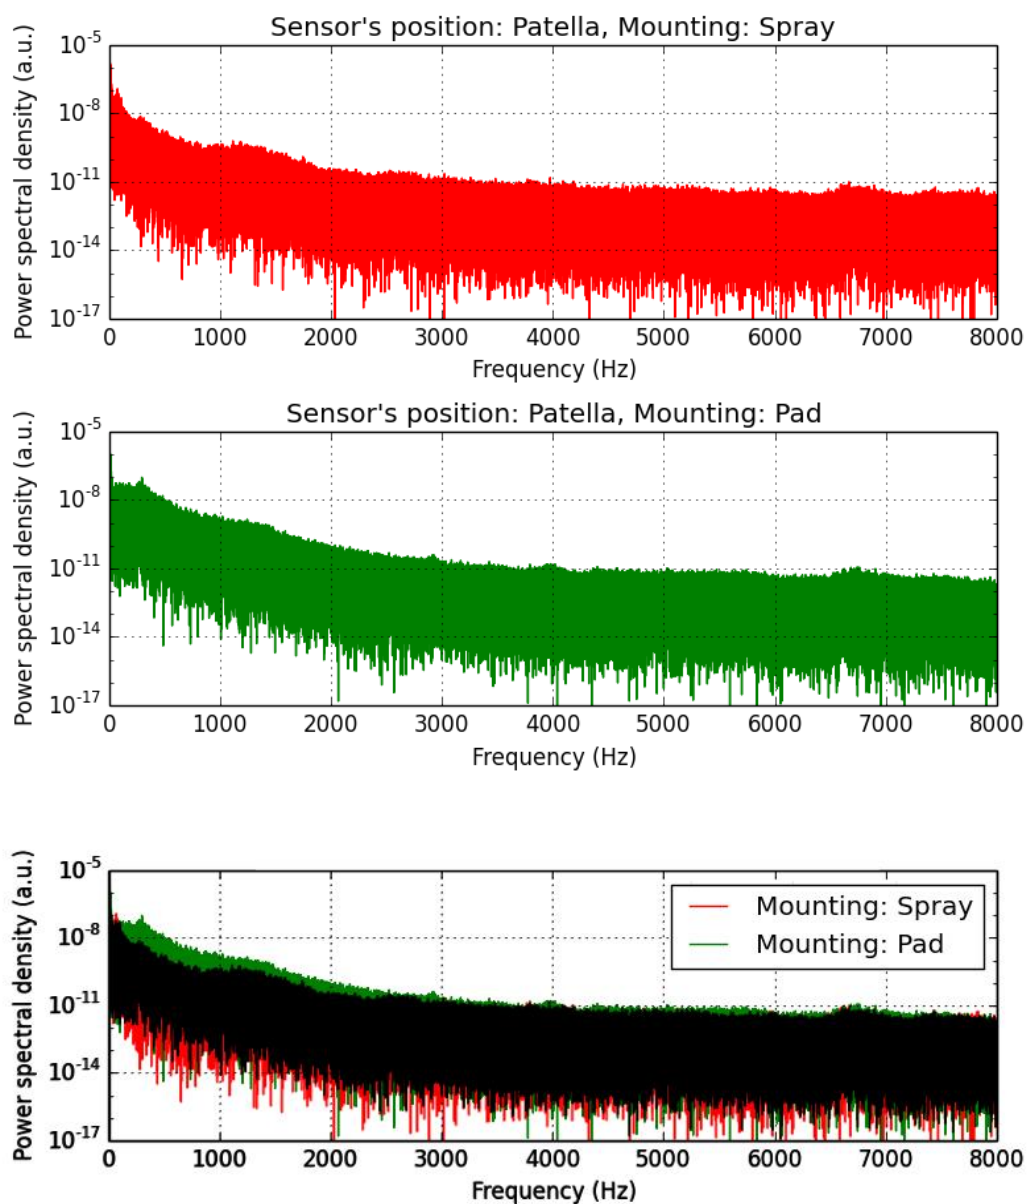 Sensor's position: Patella, Mounting: Spray
Power spectral density (a.u.)
10^-5
10^-8
10^-11
10^-14
10^-17
0 1000 2000 3000 4000 5000 6000 7000 8000
Frequency (Hz)
Sensor's position: Patella, Mounting: Pad
Power spectral density (a.u.)
10^-5
10^-8
10^-11
10^-14
10^-17
0 1000 2000 3000 4000 5000 6000 7000 8000
Frequency (Hz)
Power spectral density (a.u.)
10^-5
10^-8
10^-11
10^-14
10^-17
Mounting: Spray
Mounting: Pad
0 1000 2000 3000 4000 5000 6000 7000 8000
Frequency (Hz)